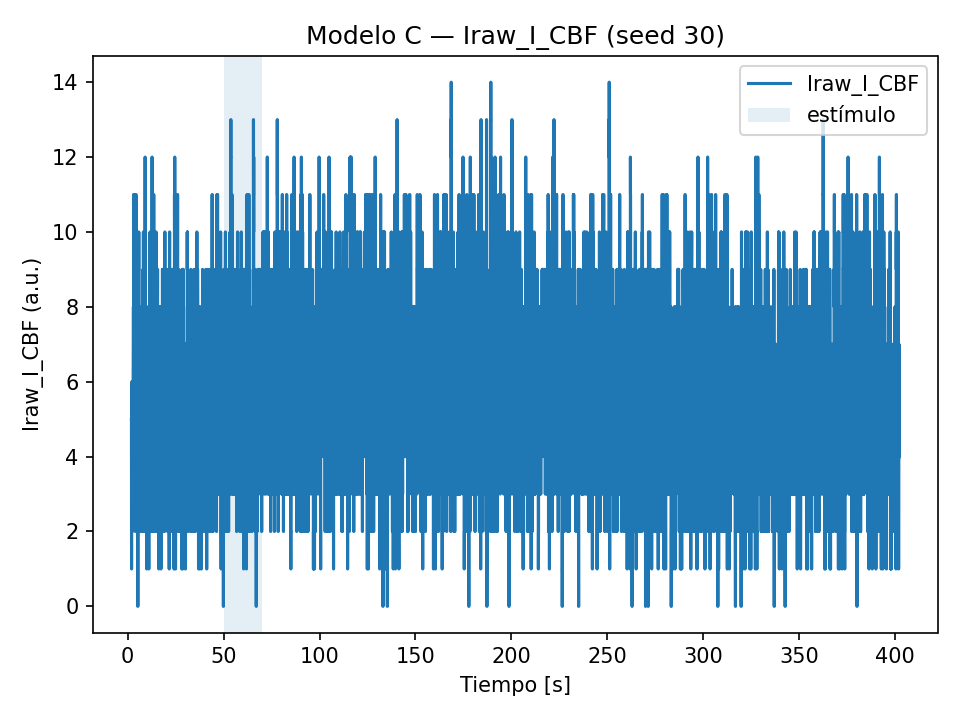 Modelo C — Iraw_I_CBF (seed 30)
Iraw_I_CBF
estímulo
Iraw_I_CBF (a.u.)
14
12
10
8
6
4
2
0
0 50 100 150 200 250 300 350 400
Tiempo [s]